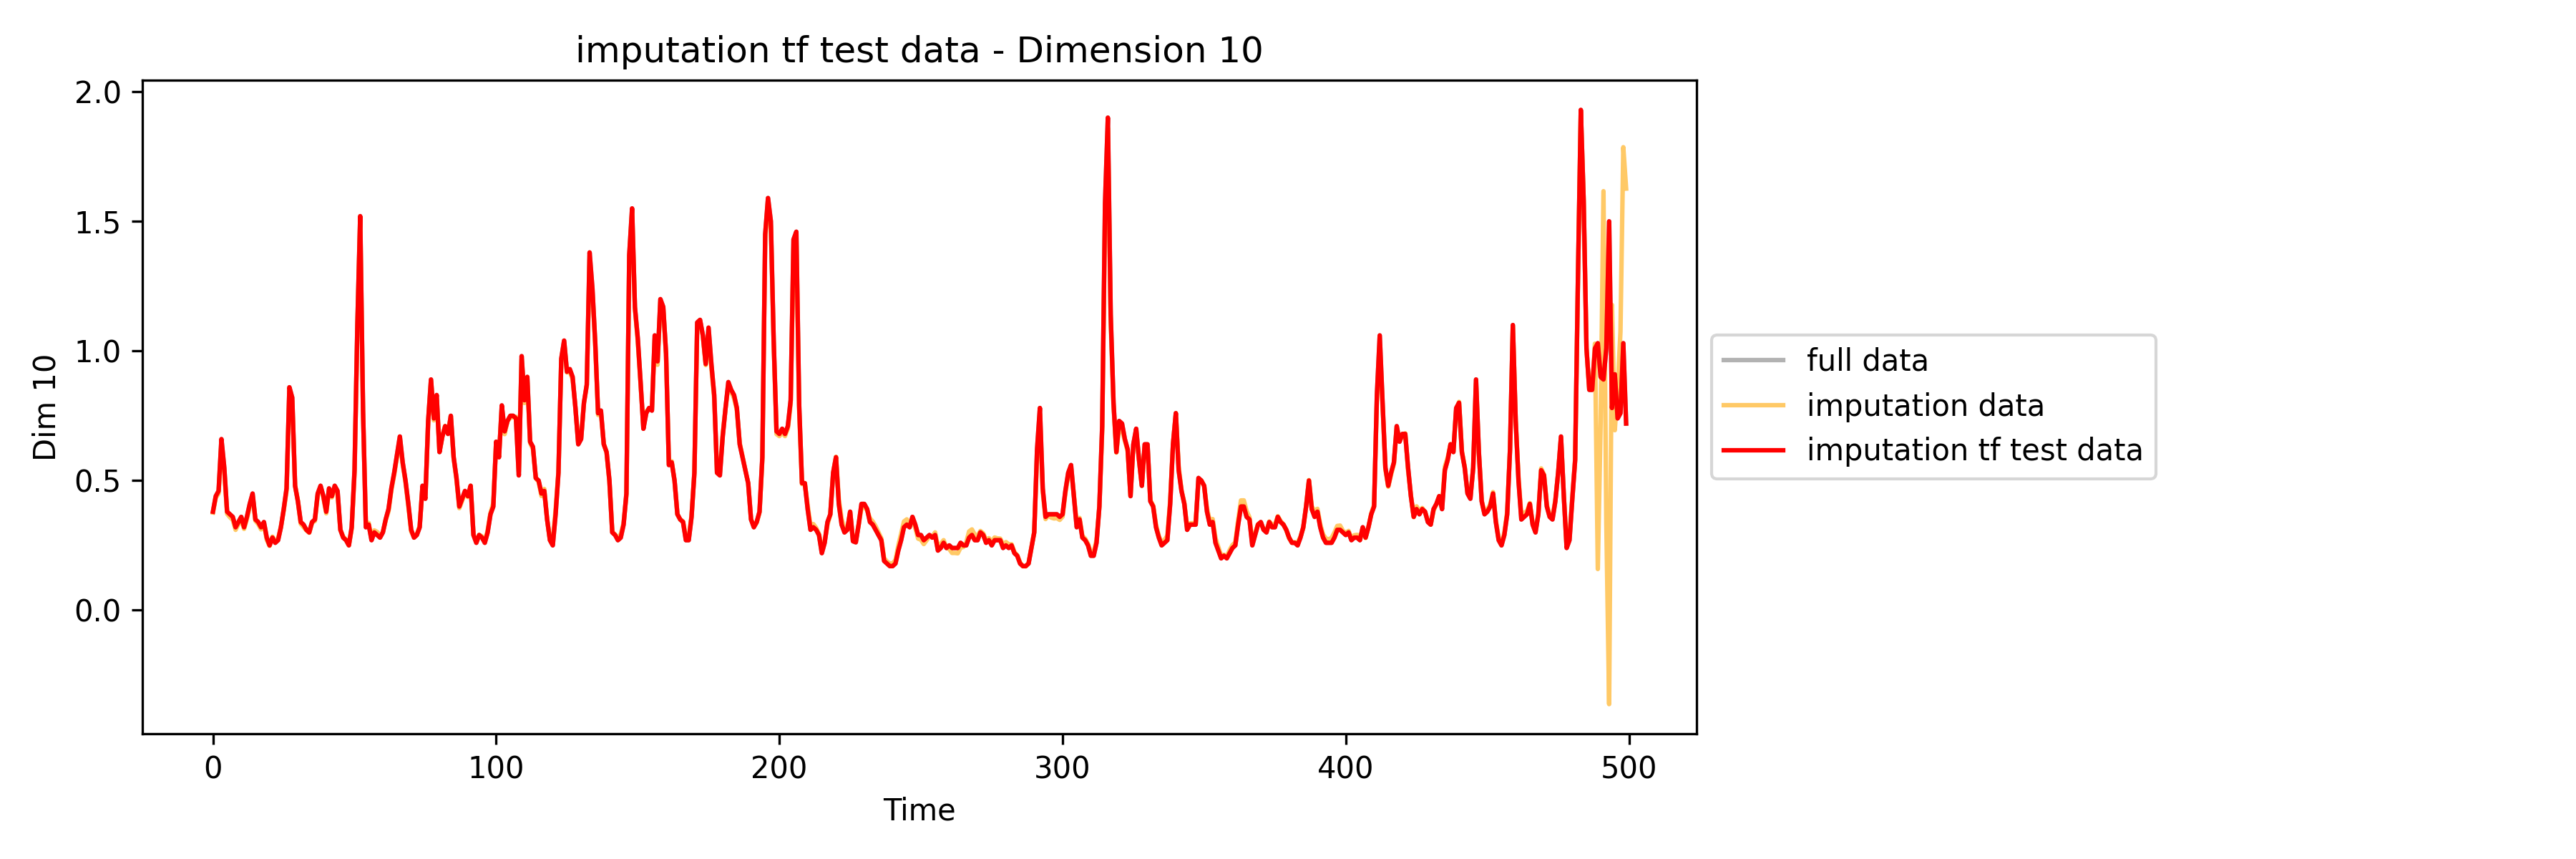 imputation tf test data - Dimension 10
2.0
1.5
1.0
0.5
0.0
Dim 10
0 100 200 300 400 500
Time
full data
imputation data
imputation tf test data